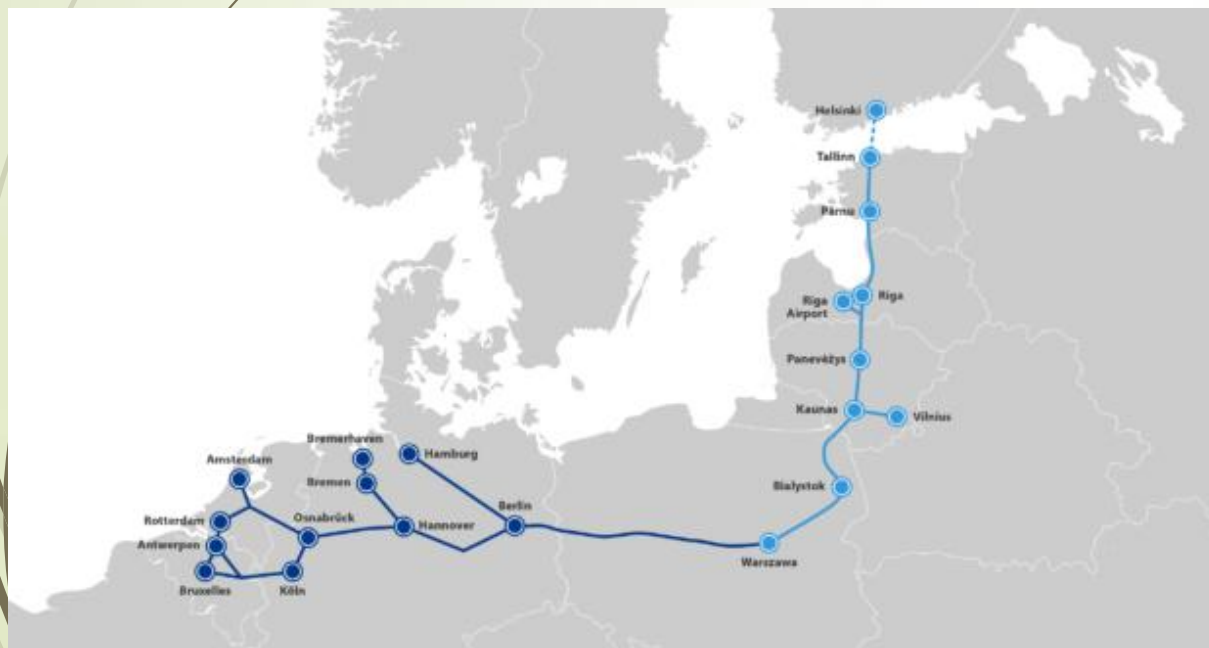 Helsinki
Tallinn
Pärnu
Riga
Riga
Airport
Panevėžys
Kaunas
Vilnius
Bialystok
Warszawa
Bremerhaven
Hamburg
Amsterdam
Bremen
Berlin
Rotterdam
Osnabrück
Hannover
Antwerpen
Bruxelles
Köln